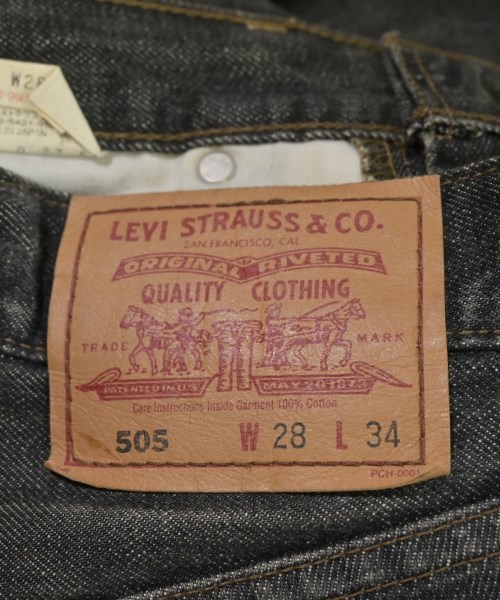 W28
LEVI STRAUSS & CO.
SAN FRANCISCO, CAL.
ORIGINAL RIVETED
QUALITY CLOTHING
TRADE MARK
PATENTED IN U.S. MAY 20 1873
Care Instructions Inside Garment 100% Cotton
505 W 28 L 34
PCH-0001